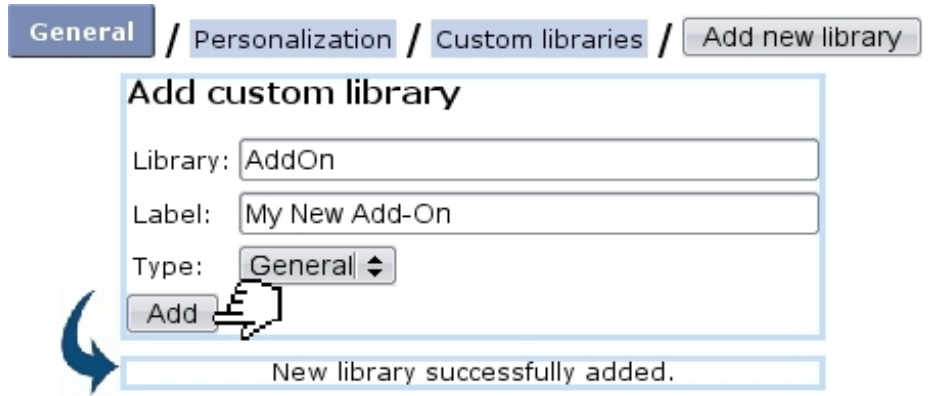 General / Personalization / Custom libraries / Add new library
Add custom library
Library: AddOn
Label: My New Add-On
Type: General
Add
New library successfully added.